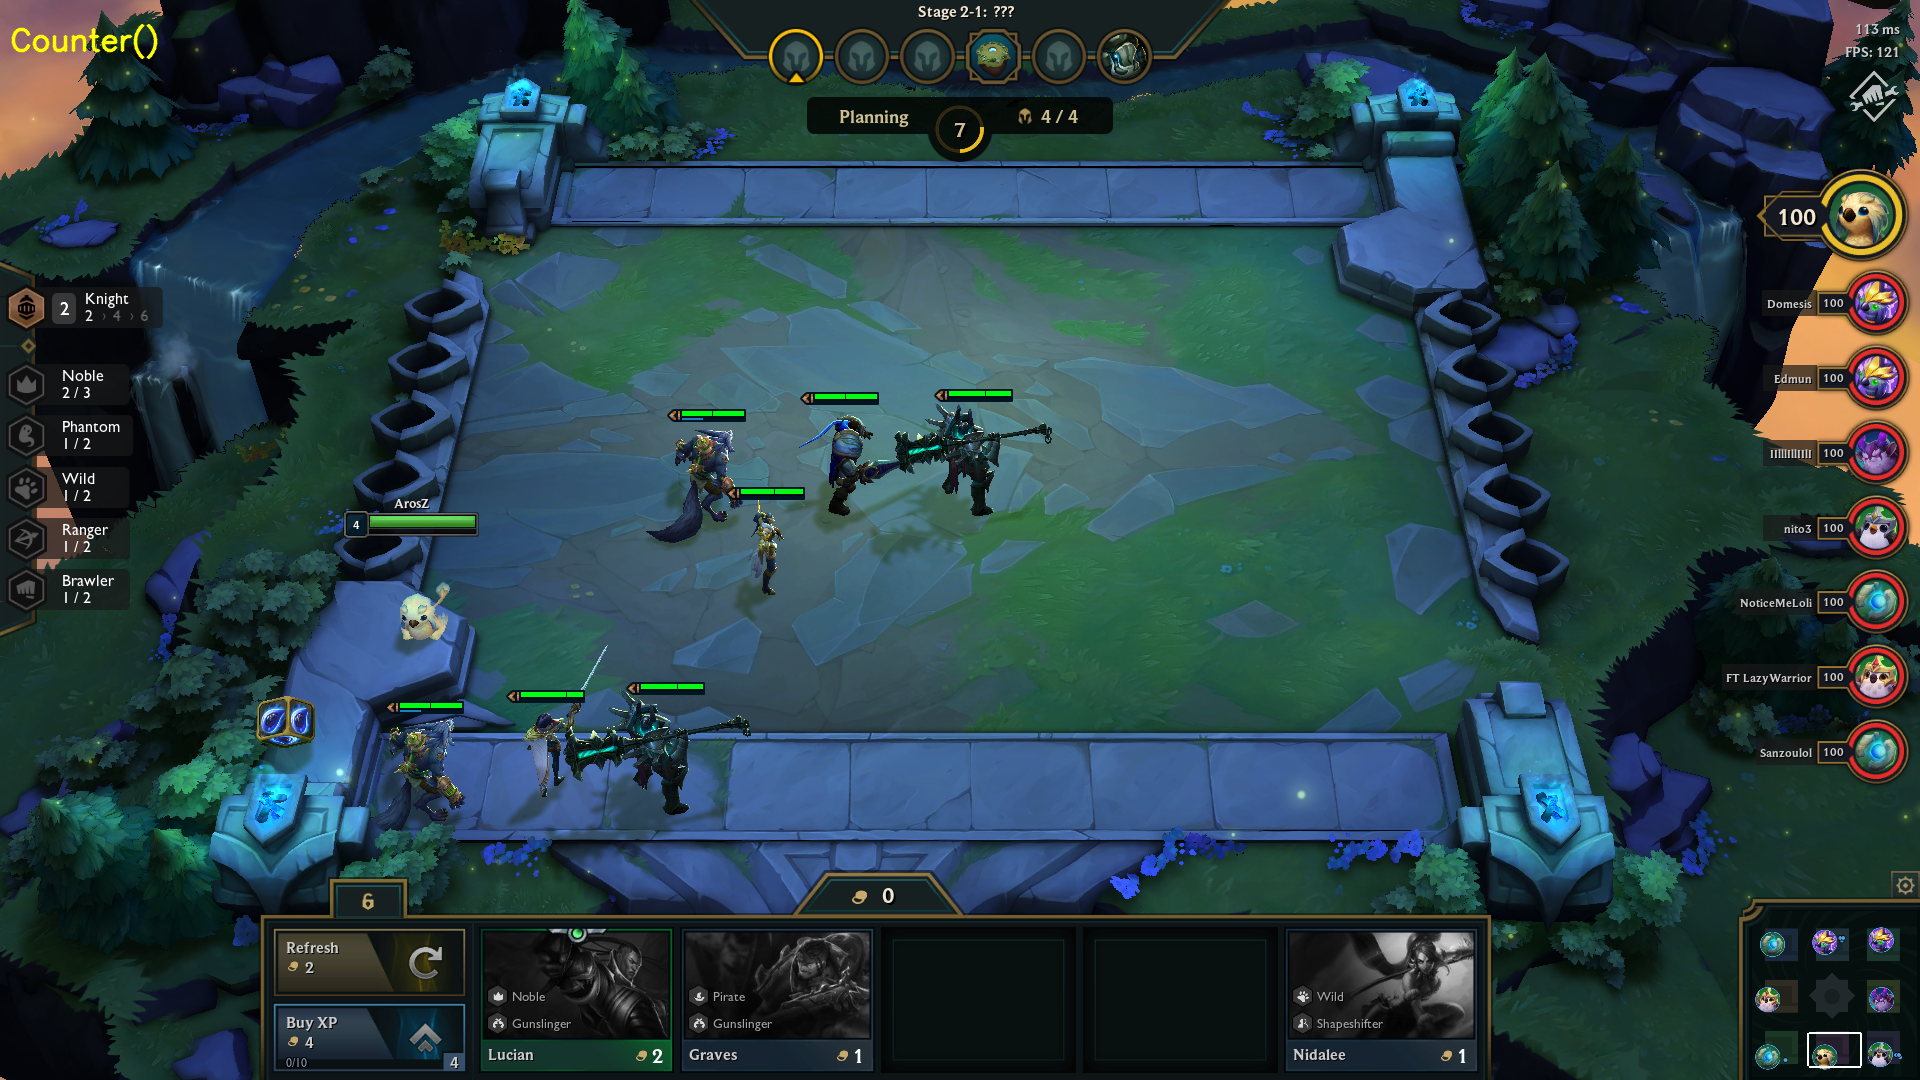 Stage 2-1: ???
Counter()
113 ms
FPS: 121
Planning
7
4 / 4
100
Domesis 100
Edmun 100
100
nito3 100
NoticeMeLoli 100
FT LazyWarrior 100
Sanzoulol 100
2 Knight
2 › 4 › 6
Noble
2 / 3
Phantom
1 / 2
Wild
1 / 2
Ranger
1 / 2
Brawler
1 / 2
ArosZ
4
6
0
Refresh
2
Buy XP
4
0/10
4
Noble
Gunslinger
Lucian 2
Pirate
Gunslinger
Graves 1
Wild
Shapeshifter
Nidalee 1